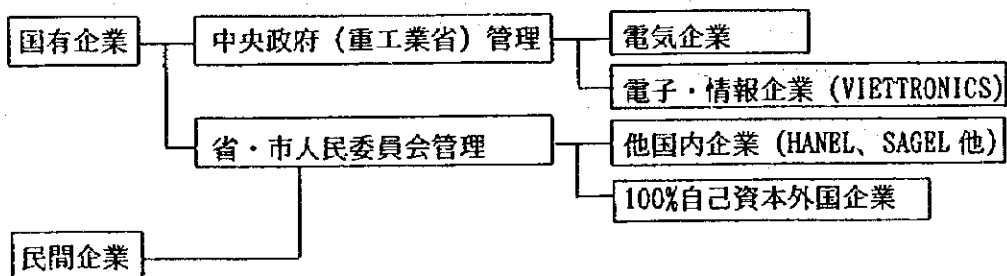 国有企業
中央政府（重工業省）管理
電気企業
電子・情報企業 (VIETTRONICS)
省・市人民委員会管理
他国内企業 (HANEL、SAGEL 他)
100%自己資本外国企業
民間企業